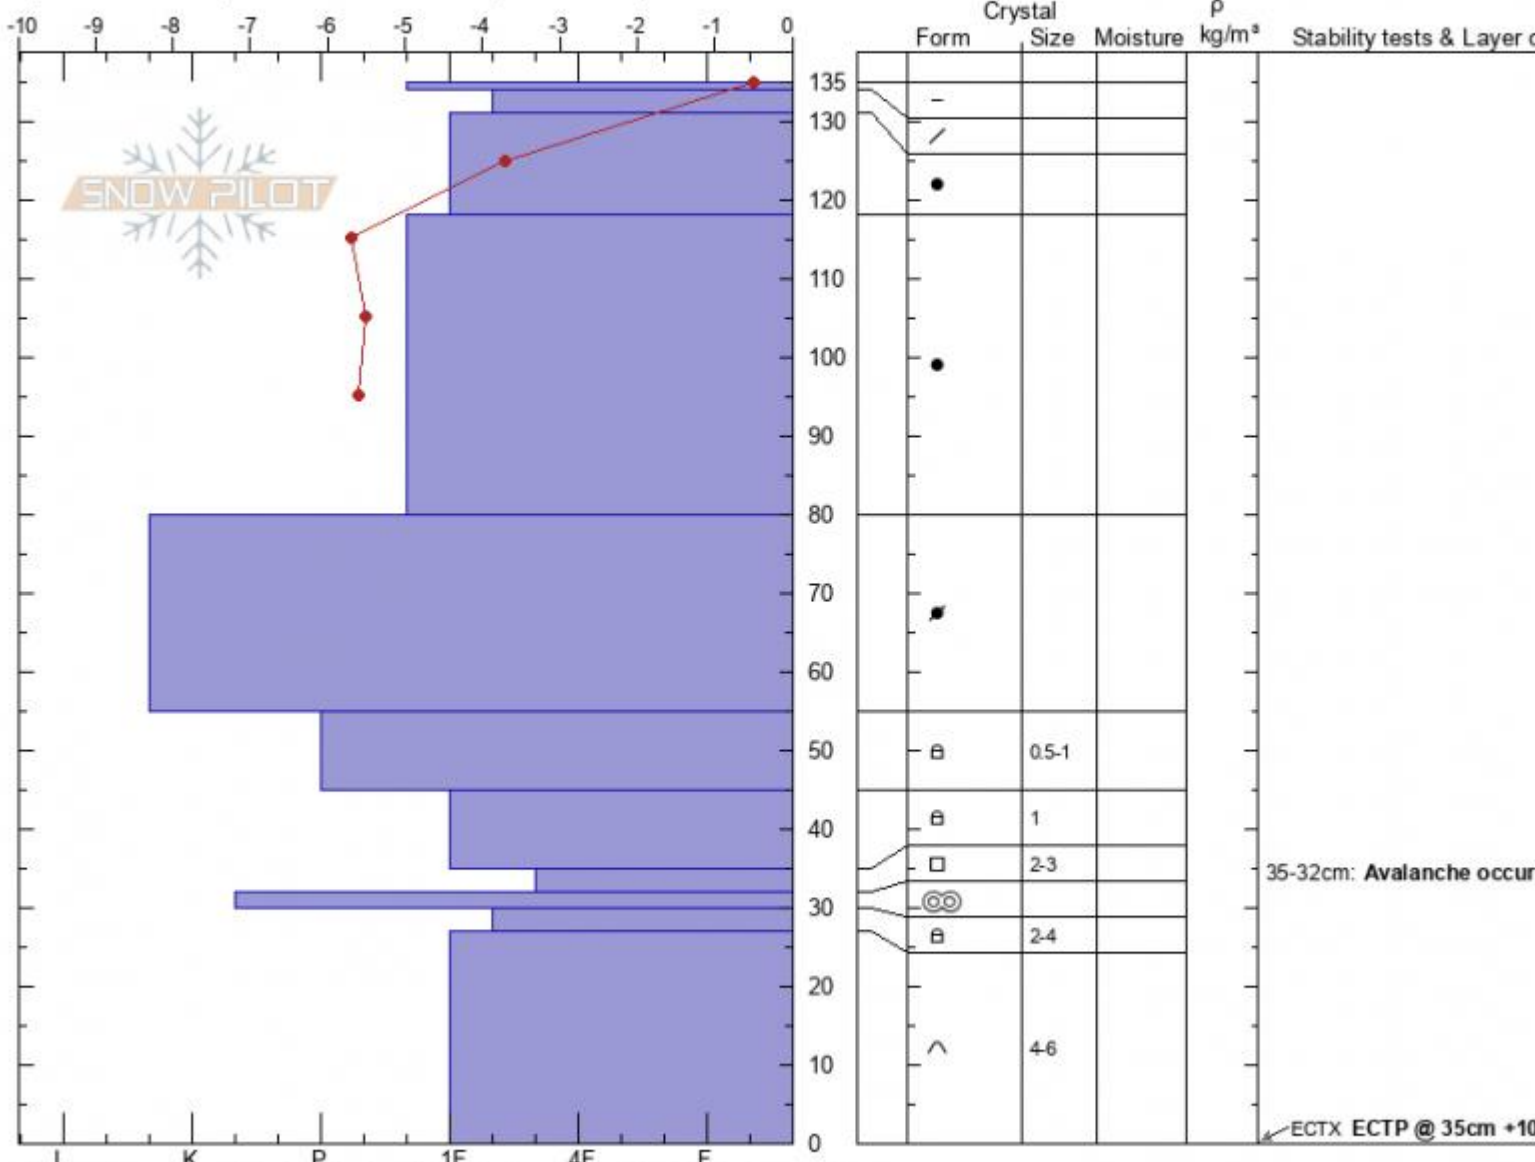 Crystal
ρ
-10 -9 -8 -7 -6 -5 -4 -3 -2 -1 0
Form Size Moisture kg/m³ Stability tests & Layer c
135
130
SNOW PILOT
120
110
100
90
80
70
60
50 0.5-1
40 1
2-3
35-32cm: Avalanche occur
30
2-4
20
4-6
10
0
ECTX ECTP @ 35cm +10
I K P 1F 4F F